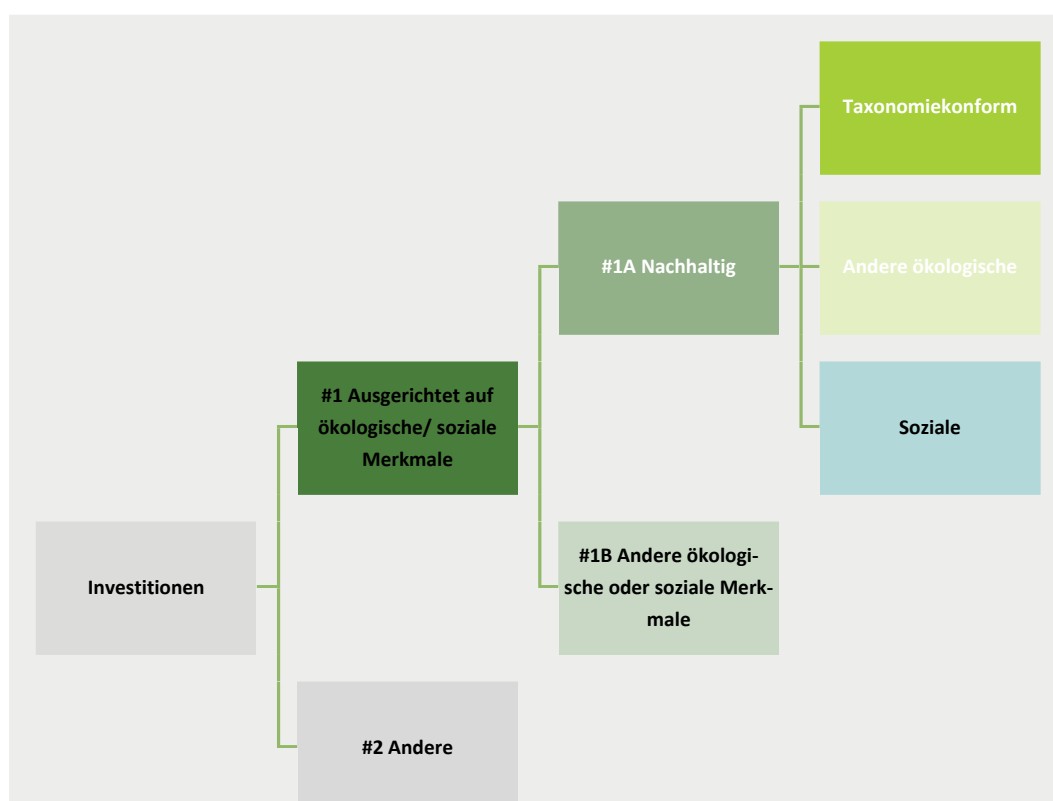 Taxonomiekonform
#1A Nachhaltig
Andere ökologische
#1 Ausgerichtet auf
ökologische/ soziale
Merkmale
Soziale
Investitionen
#1B Andere ökologi-
sche oder soziale Merk-
male
#2 Andere